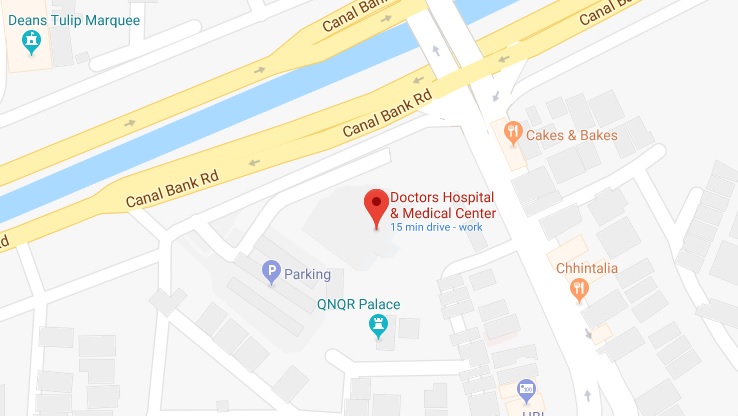 Canal Bank Rd
Canal Ba
Deans Tulip Marquee
Canal Bank Rd
Cakes & Bakes
Canal Bank Rd
Doctors Hospital
& Medical Center
15 min drive - work
Rd
Chhintalia
P
Parking
QNQR Palace